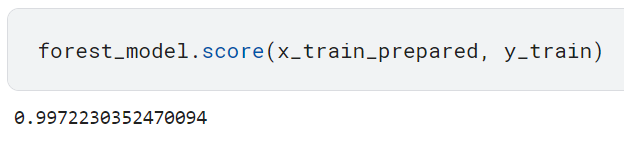 forest_model.score(x_train_prepared, y_train)
0.9972230352470094